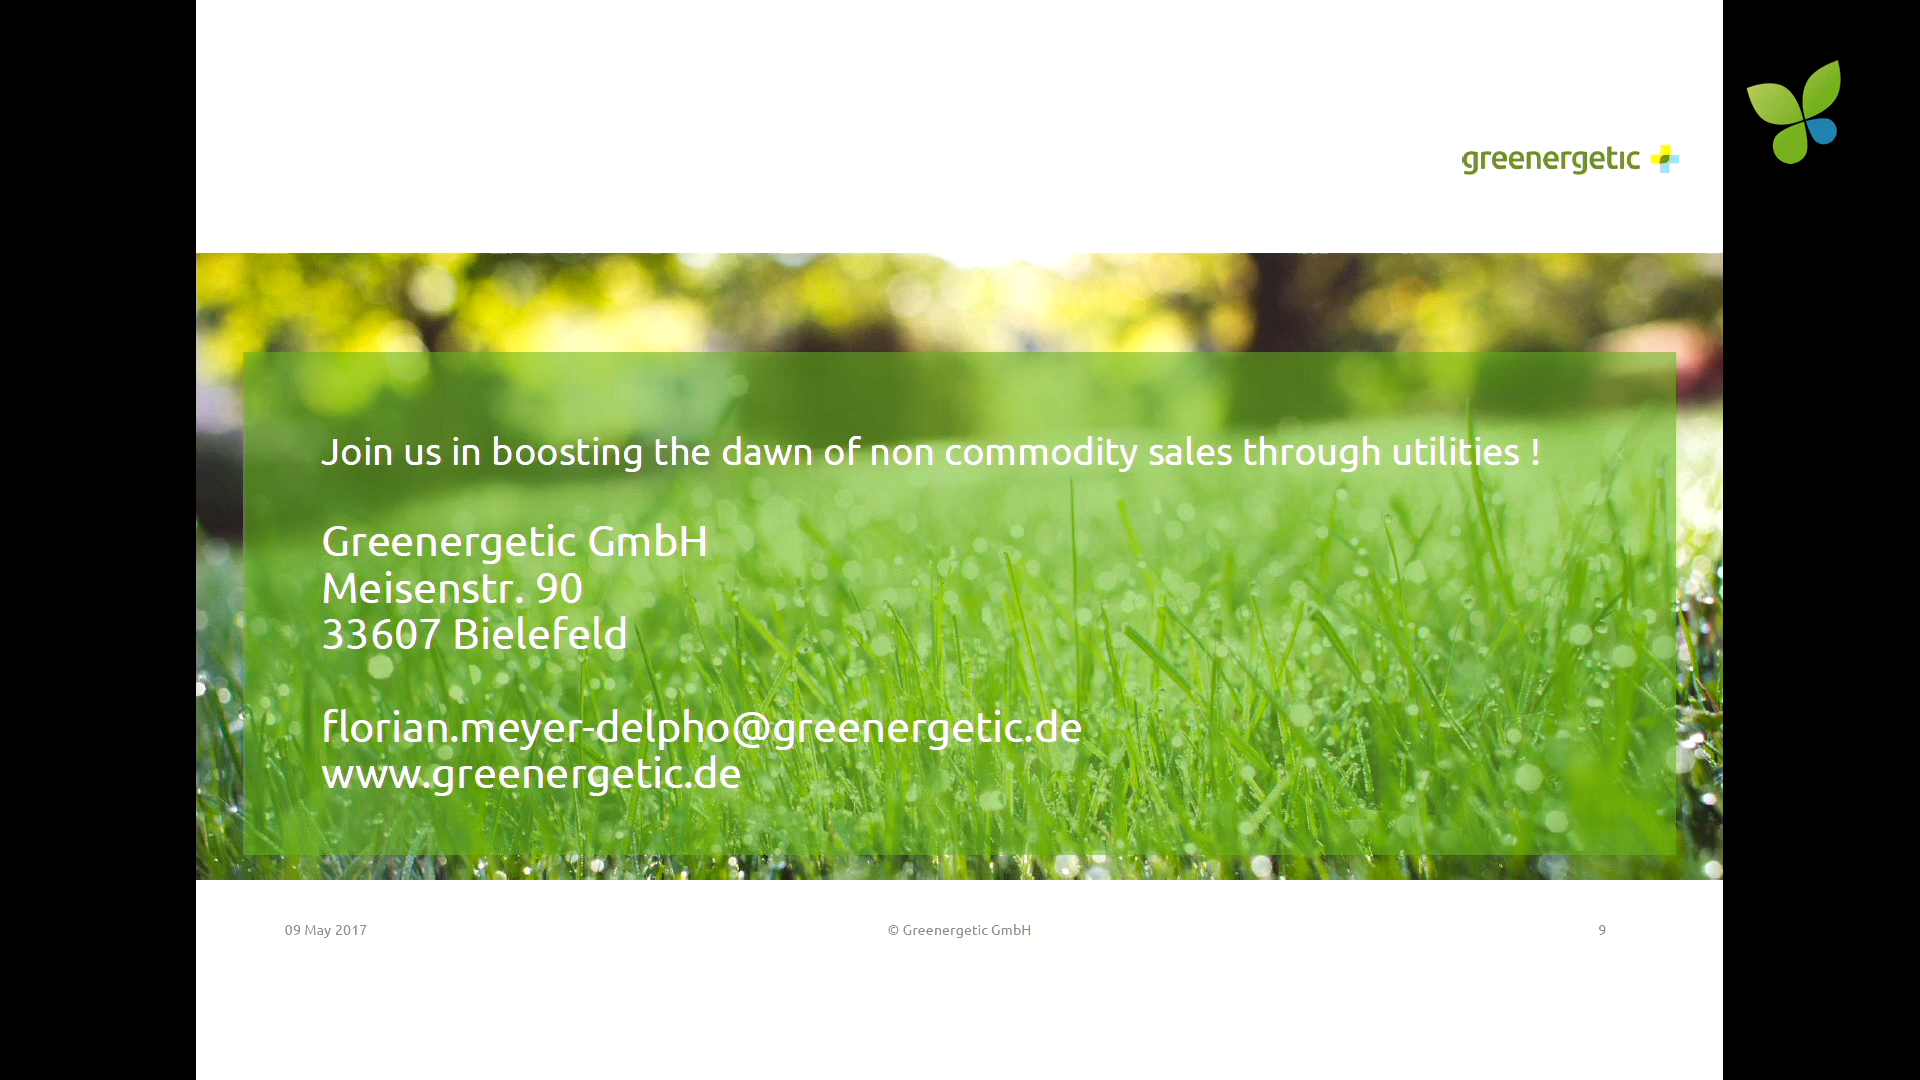 greenergetic
Join us in boosting the dawn of non commodity sales through utilities !
Greenergetic GmbH
Meisenstr. 90
33607 Bielefeld
florian.meyer-delpho@greenergetic.de
www.greenergetic.de
09 May 2017
© Greenergetic GmbH
9